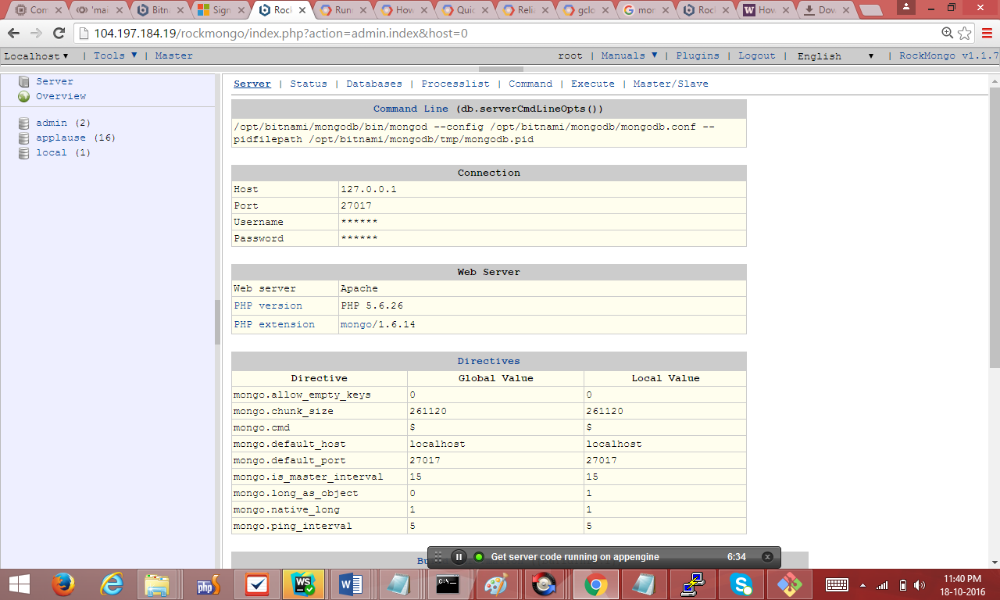 Com 'mal Bitn Sign Rock Run How Quic Reli gclo mon Rock How Dow
104.197.184.19/rockmongo/index.php?action=admin.index&host=0
Localhost ▼ | Tools ▼ | Master root | Manuals ▼ | Plugins | Logout | English ▼ | RockMongo v1.1.7
Server
Overview
admin (2)
applause (16)
local (1)
Server | Status | Databases | Processlist | Command | Execute | Master/Slave
Command Line (db.serverCmdLineOpts())
/opt/bitnami/mongodb/bin/mongod --config /opt/bitnami/mongodb/mongodb.conf --
pidfilepath /opt/bitnami/mongodb/tmp/mongodb.pid
Connection
Host 127.0.0.1
Port 27017
Username ******
Password ******
Web Server
Web server Apache
PHP version PHP 5.6.26
PHP extension mongo/1.6.14
Directives
Directive Global Value Local Value
mongo.allow_empty_keys 0 0
mongo.chunk_size 261120 261120
mongo.cmd $ $
mongo.default_host localhost localhost
mongo.default_port 27017 27017
mongo.is_master_interval 15 15
mongo.long_as_object 0 1
mongo.native_long 1 1
mongo.ping_interval 5 5
Get server code running on appengine 6:34
php WS C:\_
11:40 PM
18-10-2016